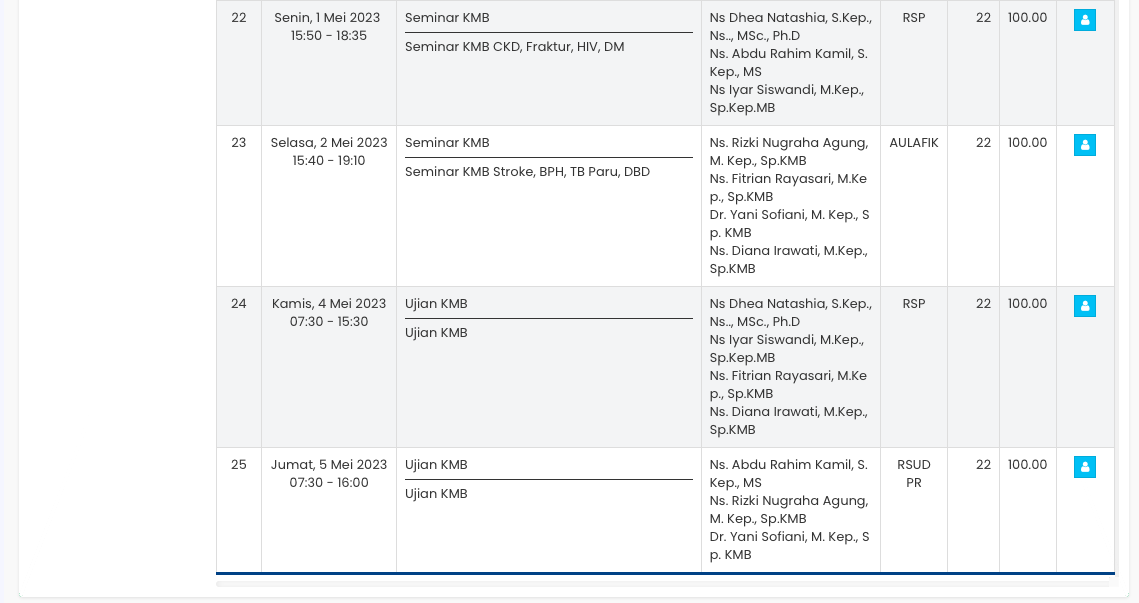 22
Senin, 1 Mei 2023
15:50 - 18:35
Seminar KMB
Seminar KMB CKD, Fraktur, HIV, DM
Ns Dhea Natashia, S.Kep.,
Ns.., MSc., Ph.D
Ns. Abdu Rahim Kamil, S.
Kep., MS
Ns Iyar Siswandi, M.Kep.,
Sp.Kep.MB
RSP
22
100.00
23
Selasa, 2 Mei 2023
15:40 - 19:10
Seminar KMB
Seminar KMB Stroke, BPH, TB Paru, DBD
Ns. Rizki Nugraha Agung,
M. Kep., Sp.KMB
Ns. Fitrian Rayasari, M.Ke
p., Sp.KMB
Dr. Yani Sofiani, M. Kep., S
p. KMB
Ns. Diana Irawati, M.Kep.,
Sp.KMB
AULAFIK
22
100.00
24
Kamis, 4 Mei 2023
07:30 - 15:30
Ujian KMB
Ujian KMB
Ns Dhea Natashia, S.Kep.,
Ns.., MSc., Ph.D
Ns Iyar Siswandi, M.Kep.,
Sp.Kep.MB
Ns. Fitrian Rayasari, M.Ke
p., Sp.KMB
Ns. Diana Irawati, M.Kep.,
Sp.KMB
RSP
22
100.00
25
Jumat, 5 Mei 2023
07:30 - 16:00
Ujian KMB
Ujian KMB
Ns. Abdu Rahim Kamil, S.
Kep., MS
Ns. Rizki Nugraha Agung,
M. Kep., Sp.KMB
Dr. Yani Sofiani, M. Kep., S
p. KMB
RSUD
PR
22
100.00